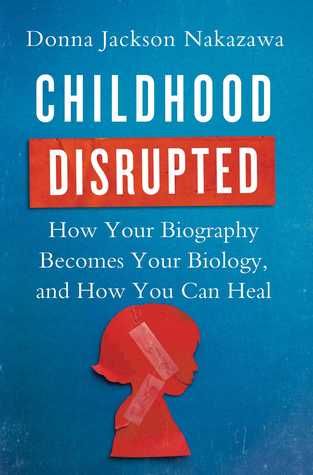 Donna Jackson Nakazawa
CHILDHOOD
DISRUPTED
How Your Biography
Becomes Your Biology,
and How You Can Heal